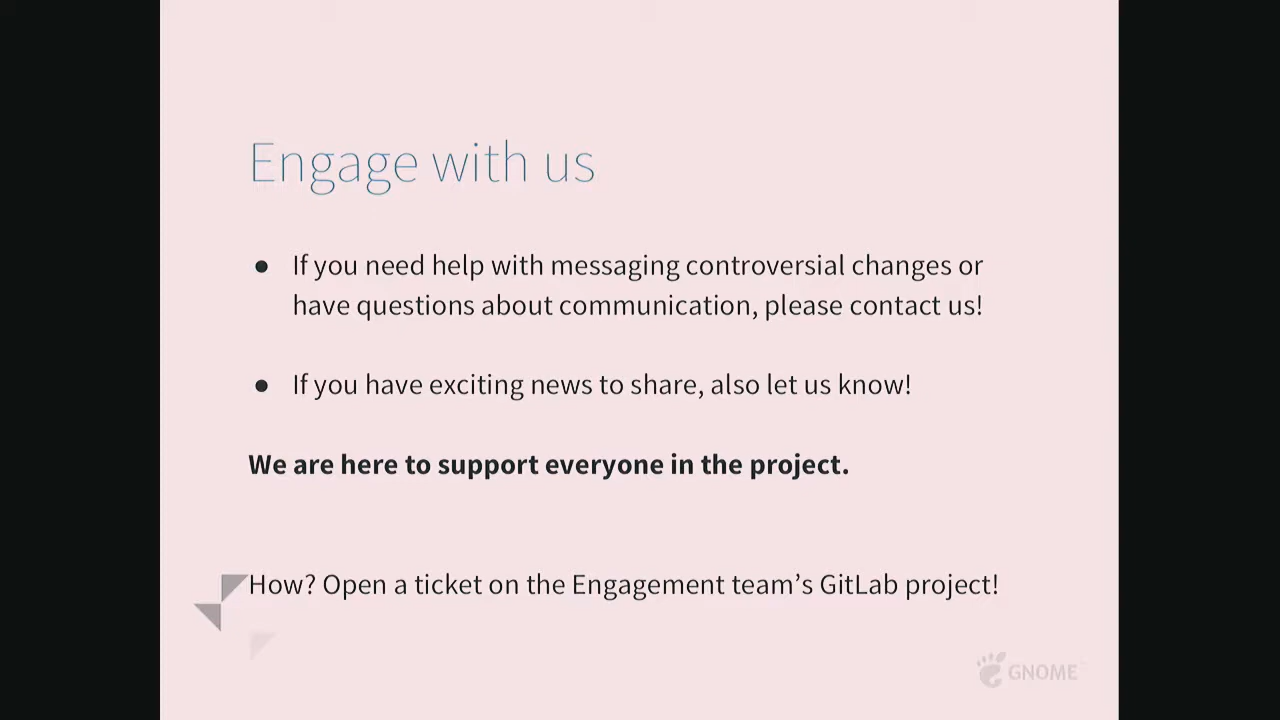 Engage with us
● If you need help with messaging controversial changes or
have questions about communication, please contact us!
● If you have exciting news to share, also let us know!
We are here to support everyone in the project.
How? Open a ticket on the Engagement team’s GitLab project!
GNOME